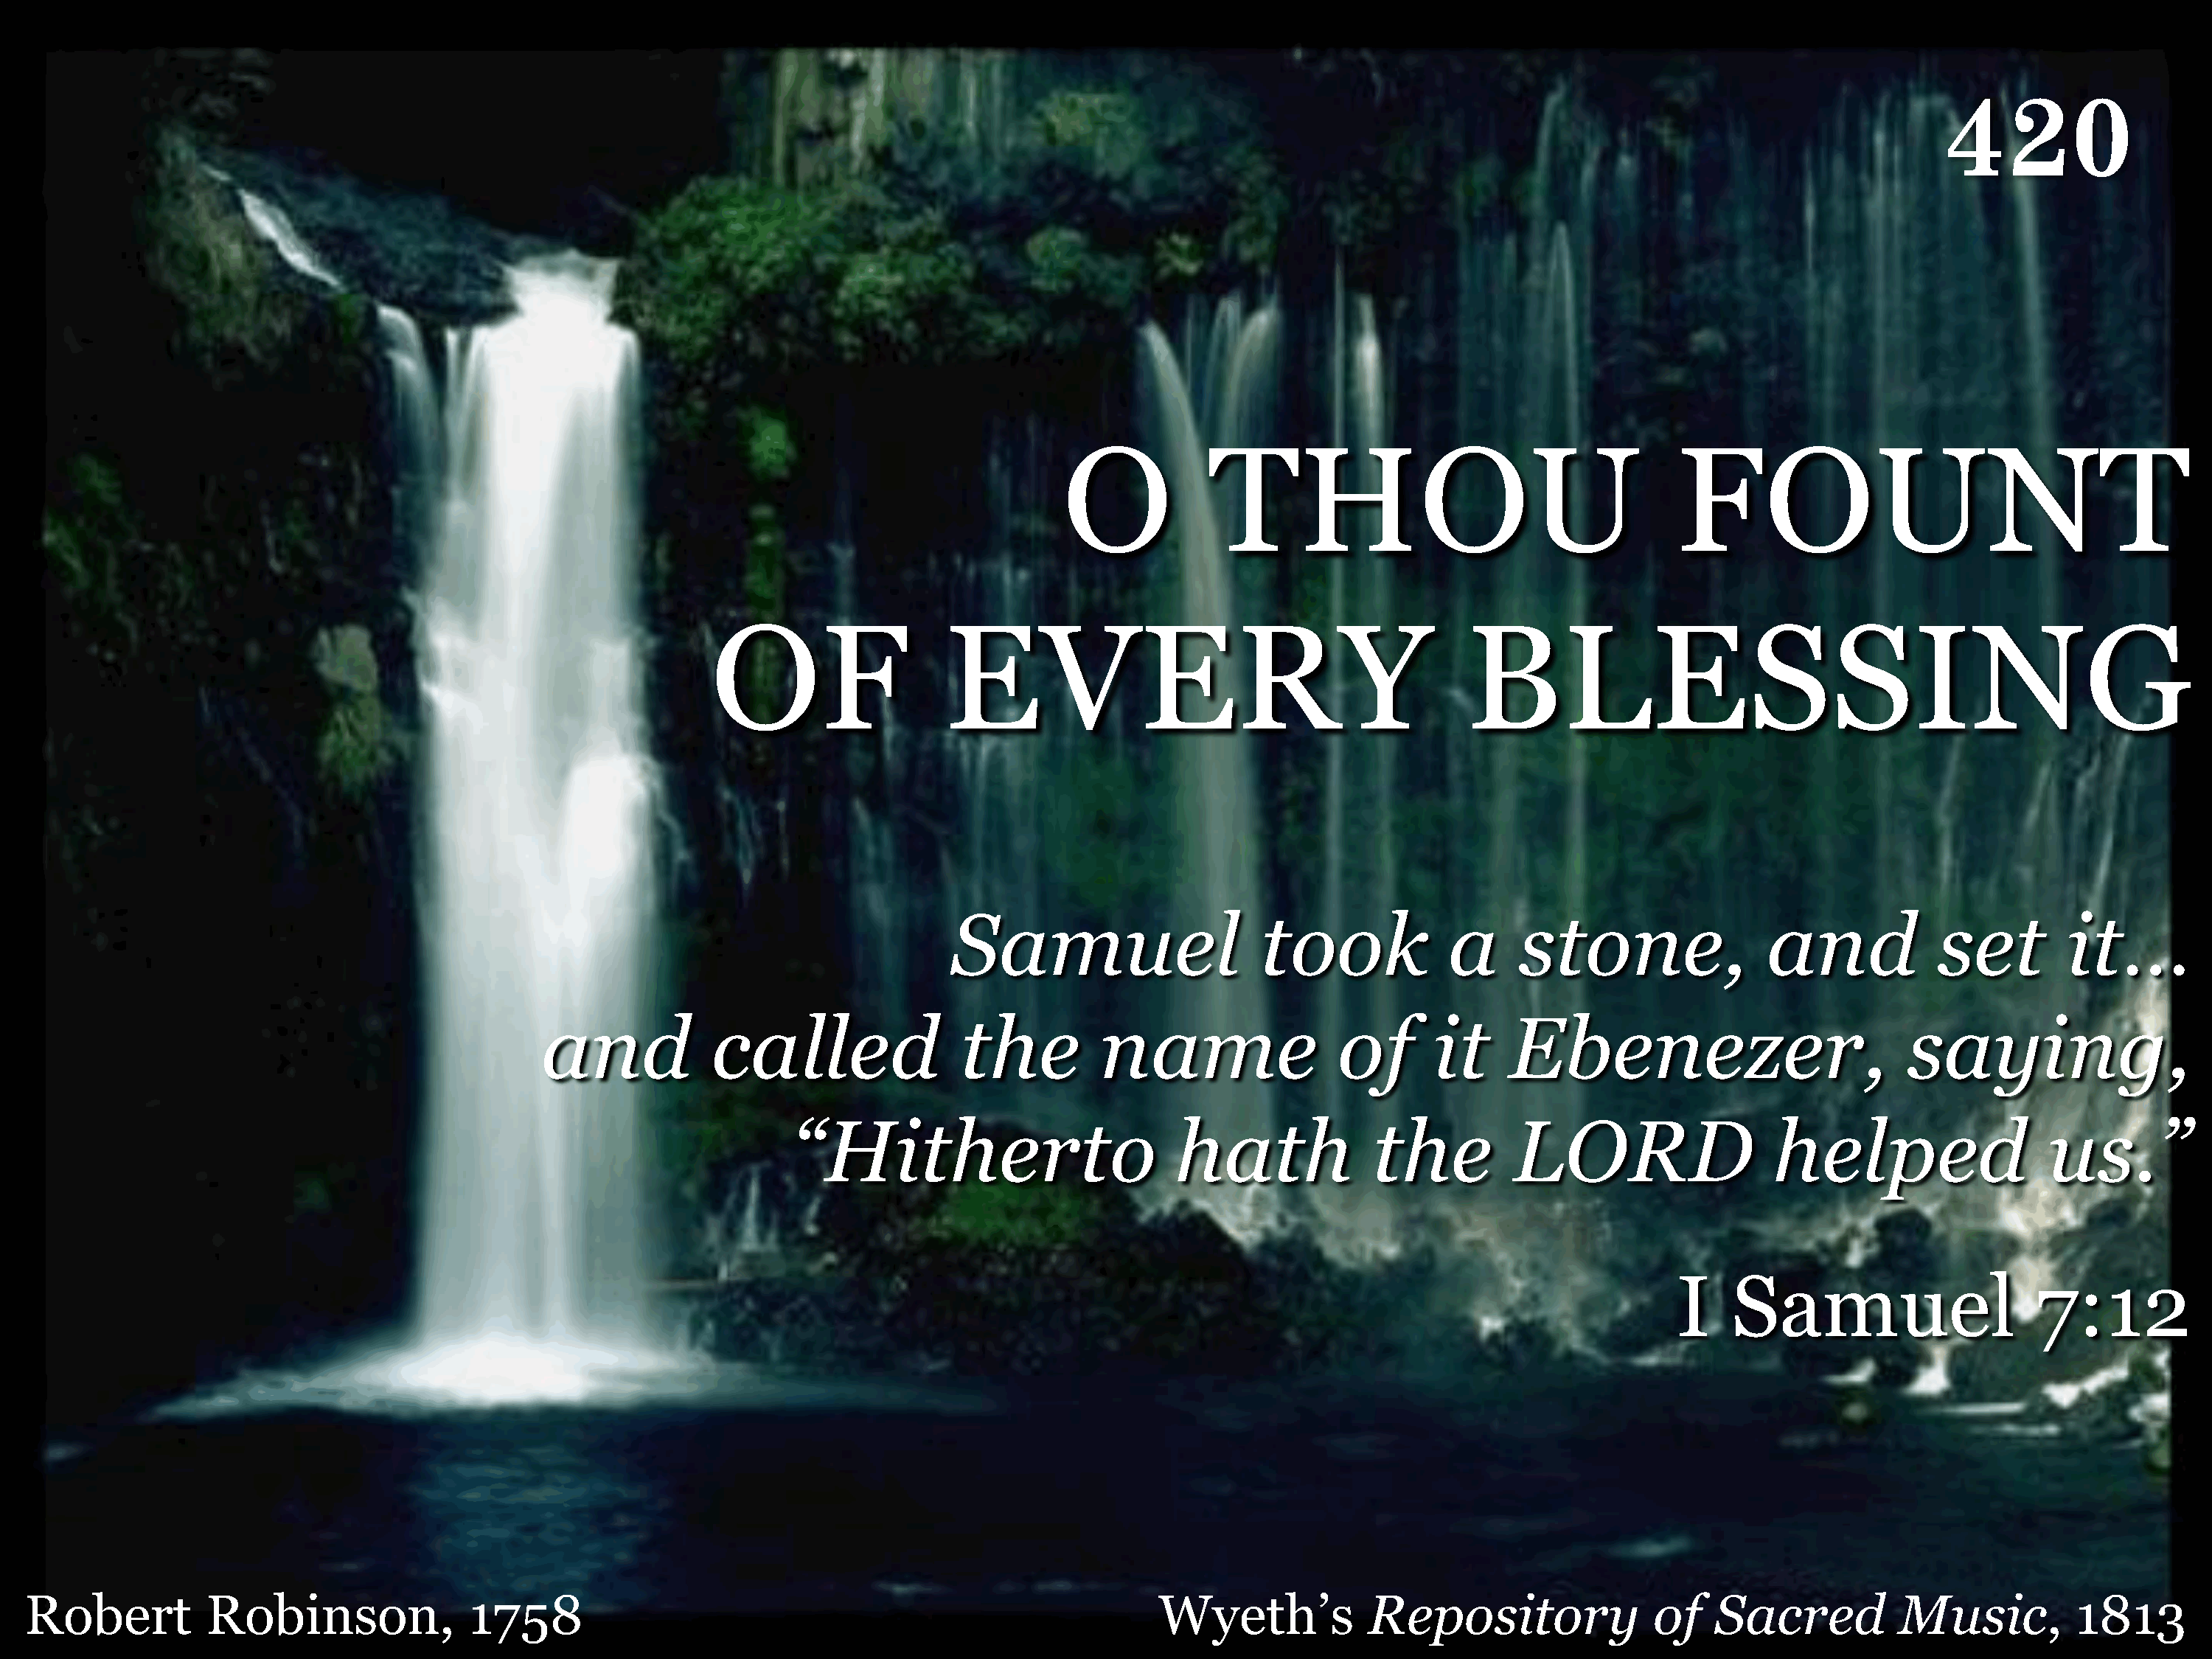 420
O THOU FOUNT
OF EVERY BLESSING
Samuel took a stone, and set it...
and called the name of it Ebenezer, saying,
“Hitherto hath the LORD helped us.”
I Samuel 7:12
Robert Robinson, 1758
Wyeth’s Repository of Sacred Music, 1813